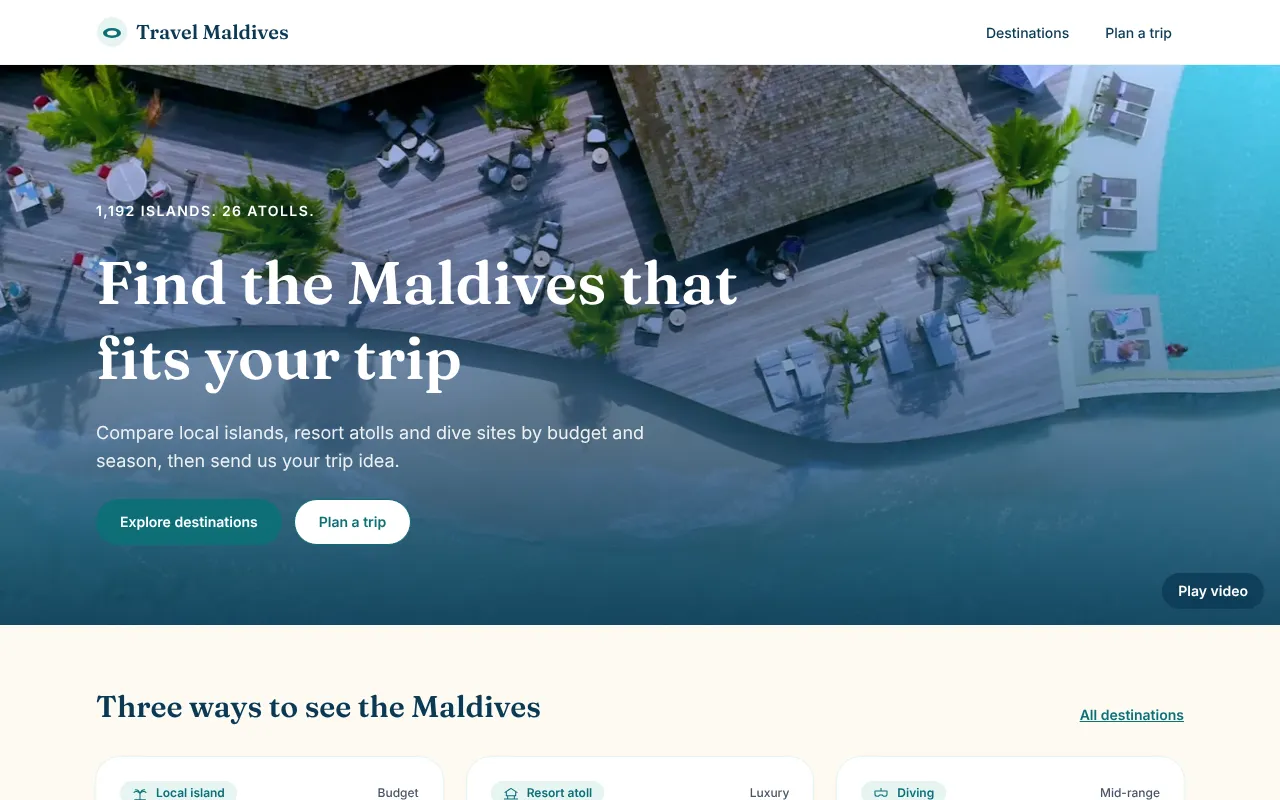 Travel Maldives
Destinations
Plan a trip
1,192 ISLANDS. 26 ATOLLS.
Find the Maldives that
fits your trip
Compare local islands, resort atolls and dive sites by budget and
season, then send us your trip idea.
Explore destinations
Plan a trip
Play video
Three ways to see the Maldives
All destinations
Local island
Budget
Resort atoll
Luxury
Diving
Mid-range